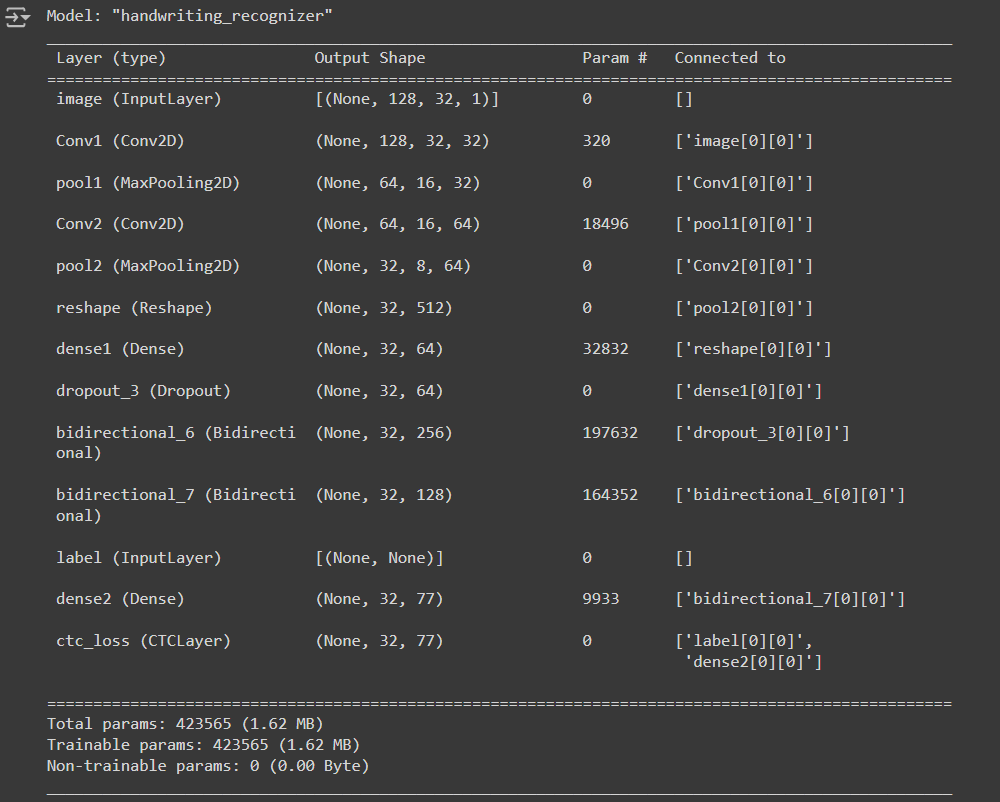 Model: "handwriting_recognizer"
Layer (type) Output Shape Param # Connected to
image (InputLayer) [(None, 128, 32, 1)] 0 []
Conv1 (Conv2D) (None, 128, 32, 32) 320 ['image[0][0]']
pool1 (MaxPooling2D) (None, 64, 16, 32) 0 ['Conv1[0][0]']
Conv2 (Conv2D) (None, 64, 16, 64) 18496 ['pool1[0][0]']
pool2 (MaxPooling2D) (None, 32, 8, 64) 0 ['Conv2[0][0]']
reshape (Reshape) (None, 32, 512) 0 ['pool2[0][0]']
dense1 (Dense) (None, 32, 64) 32832 ['reshape[0][0]']
dropout_3 (Dropout) (None, 32, 64) 0 ['dense1[0][0]']
bidirectional_6 (Bidirecti (None, 32, 256) 197632 ['dropout_3[0][0]']
onal)
bidirectional_7 (Bidirecti (None, 32, 128) 164352 ['bidirectional_6[0][0]']
onal)
label (InputLayer) [(None, None)] 0 []
dense2 (Dense) (None, 32, 77) 9933 ['bidirectional_7[0][0]']
ctc_loss (CTCLayer) (None, 32, 77) 0 ['label[0][0]',
'dense2[0][0]']
Total params: 423565 (1.62 MB)
Trainable params: 423565 (1.62 MB)
Non-trainable params: 0 (0.00 Byte)